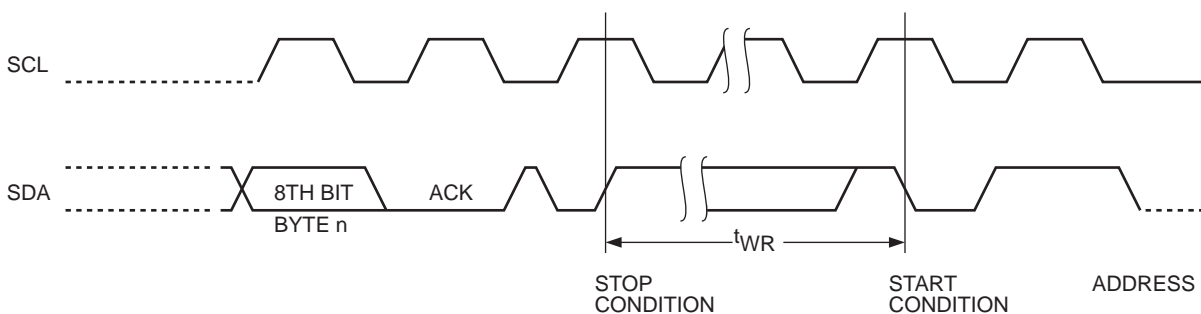 SCL
SDA
8TH BIT
BYTE n
ACK
tWR
STOP
CONDITION
START
CONDITION
ADDRESS